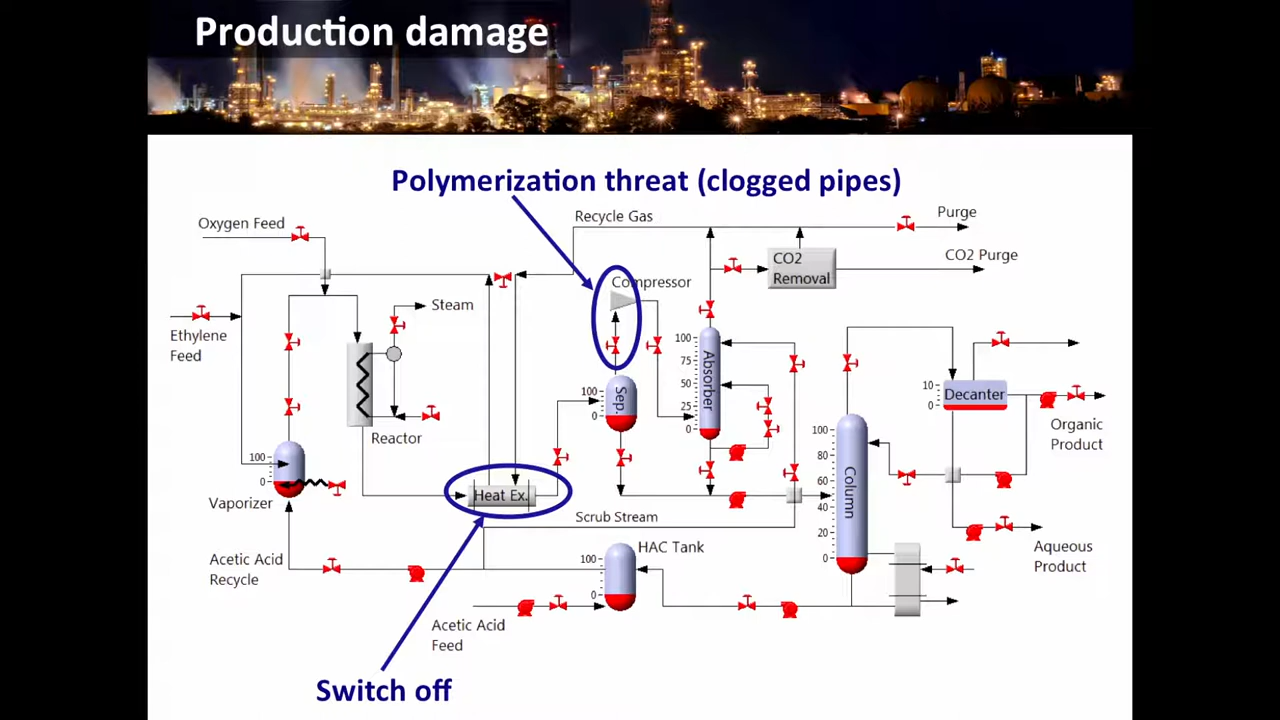 Production damage
Polymerization threat (clogged pipes)
Oxygen Feed
Recycle Gas
Purge
CO2
Removal
CO2 Purge
Compressor
Steam
Ethylene
Feed
Reactor
100
0
Sep.
100
75
50
25
0
Absorber
10
0
Decanter
Organic
Product
100
0
Vaporizer
Heat Ex.
100
80
60
40
20
0
Column
Scrub Stream
Aqueous
Product
Acetic Acid
Recycle
HAC Tank
100
0
Acetic Acid
Feed
Switch off